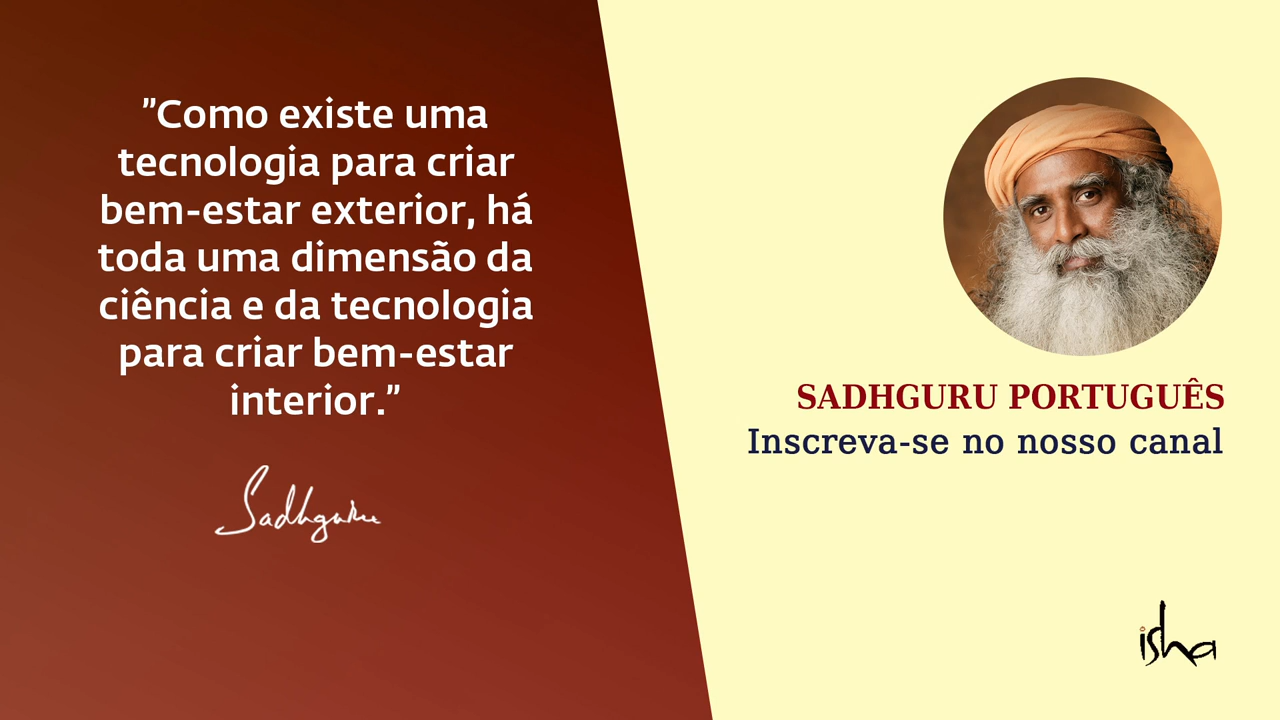 ”Como existe uma
tecnologia para criar
bem-estar exterior, há
toda uma dimensão da
ciência e da tecnologia
para criar bem-estar
interior.”
Sadhguru
SADHGURU PORTUGUÊS
Inscreva-se no nosso canal
isha